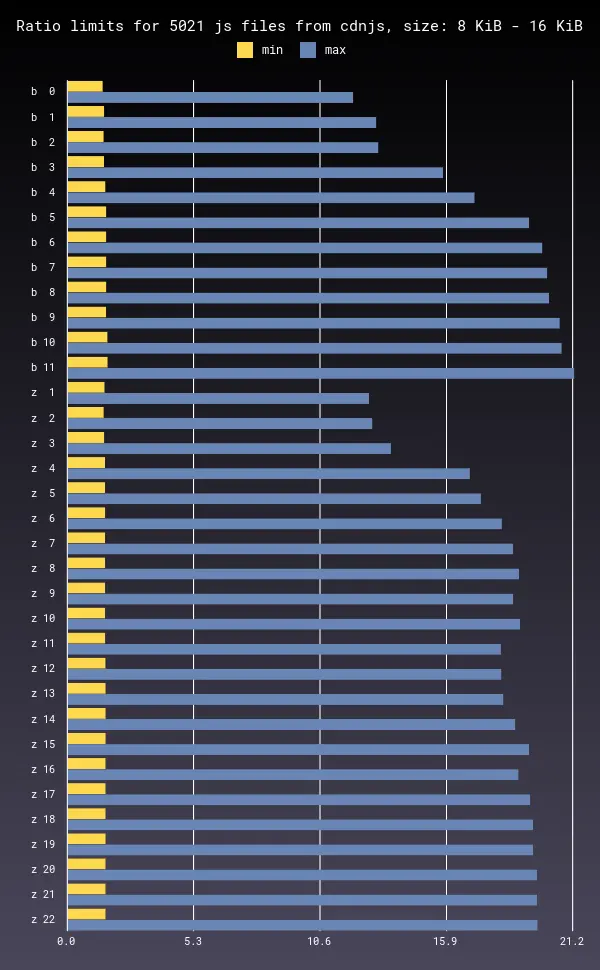 Ratio limits for 5021 js files from cdnjs, size: 8 KiB - 16 KiB
min max
b 0
b 1
b 2
b 3
b 4
b 5
b 6
b 7
b 8
b 9
b 10
b 11
z 1
z 2
z 3
z 4
z 5
z 6
z 7
z 8
z 9
z 10
z 11
z 12
z 13
z 14
z 15
z 16
z 17
z 18
z 19
z 20
z 21
z 22
0.0 5.3 10.6 15.9 21.2